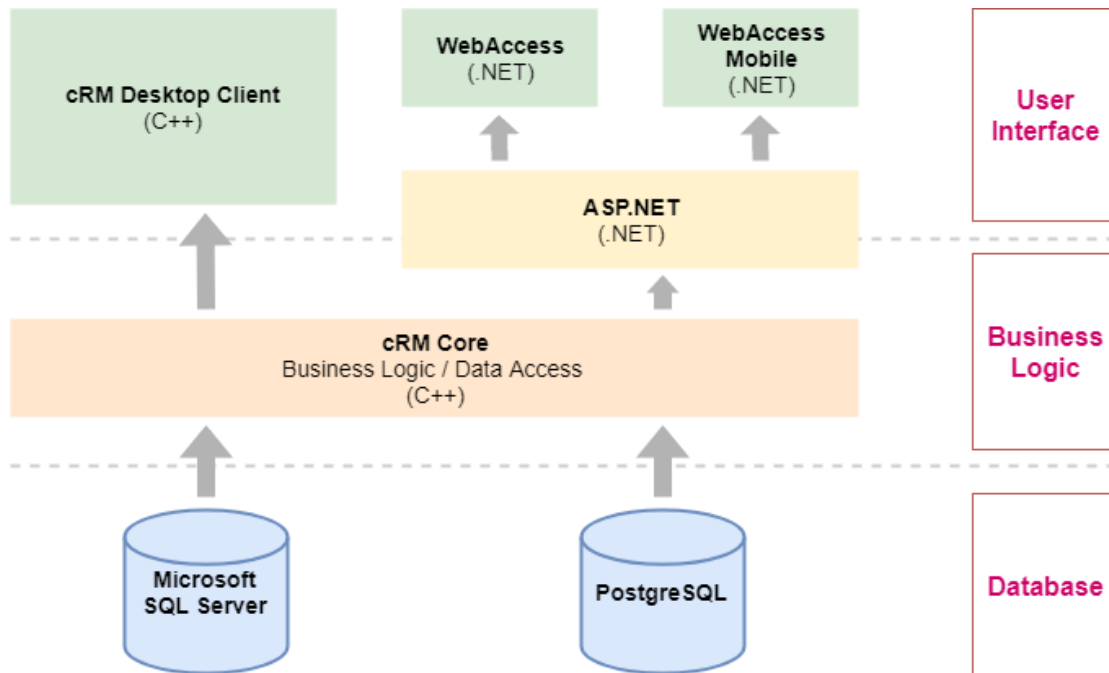 cRM Desktop Client
(C++)
WebAccess
(.NET)
WebAccess
Mobile
(.NET)
User
Interface
ASP.NET
(.NET)
cRM Core
Business Logic / Data Access
(C++)
Business
Logic
Microsoft
SQL Server
PostgreSQL
Database